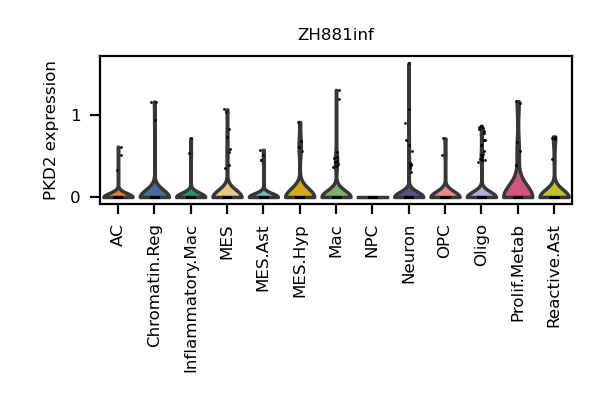 ZH881inf
PKD2 expression
1
0
AC
Chromatin.Reg
Inflammatory.Mac
MES
MES.Ast
MES.Hyp
Mac
NPC
Neuron
OPC
Oligo
Prolif.Metab
Reactive.Ast